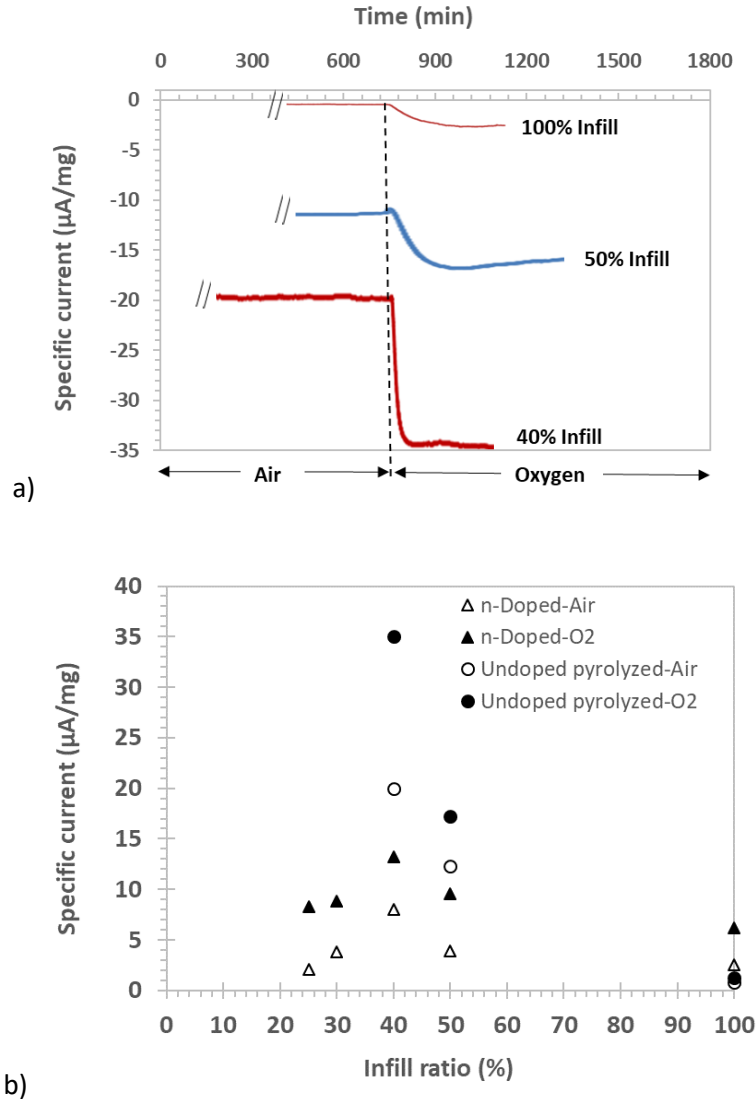 Time (min)
0 300 600 900 1200 1500 1800
Specific current (µA/mg)
0
-5
-10
-15
-20
-25
-30
-35
100% Infill
50% Infill
40% Infill
Air
Oxygen
a)
Specific current (µA/mg)
40
35
30
25
20
15
10
5
0
n-Doped-Air
n-Doped-O2
Undoped pyrolyzed-Air
Undoped pyrolyzed-O2
0 10 20 30 40 50 60 70 80 90 100
Infill ratio (%)
b)